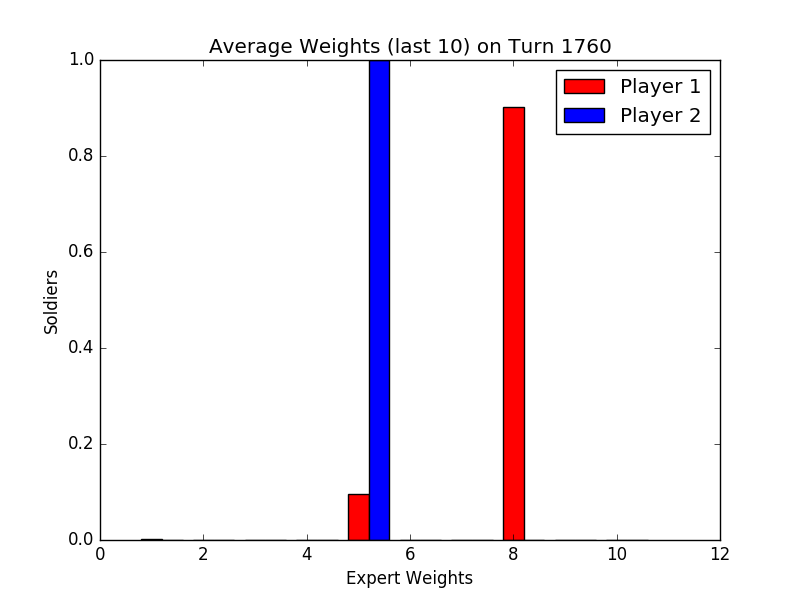 Average Weights (last 10) on Turn 1760
1.0
Player 1
Player 2
0.8
0.6
Soldiers
0.4
0.2
0.0
0 2 4 6 8 10 12
Expert Weights